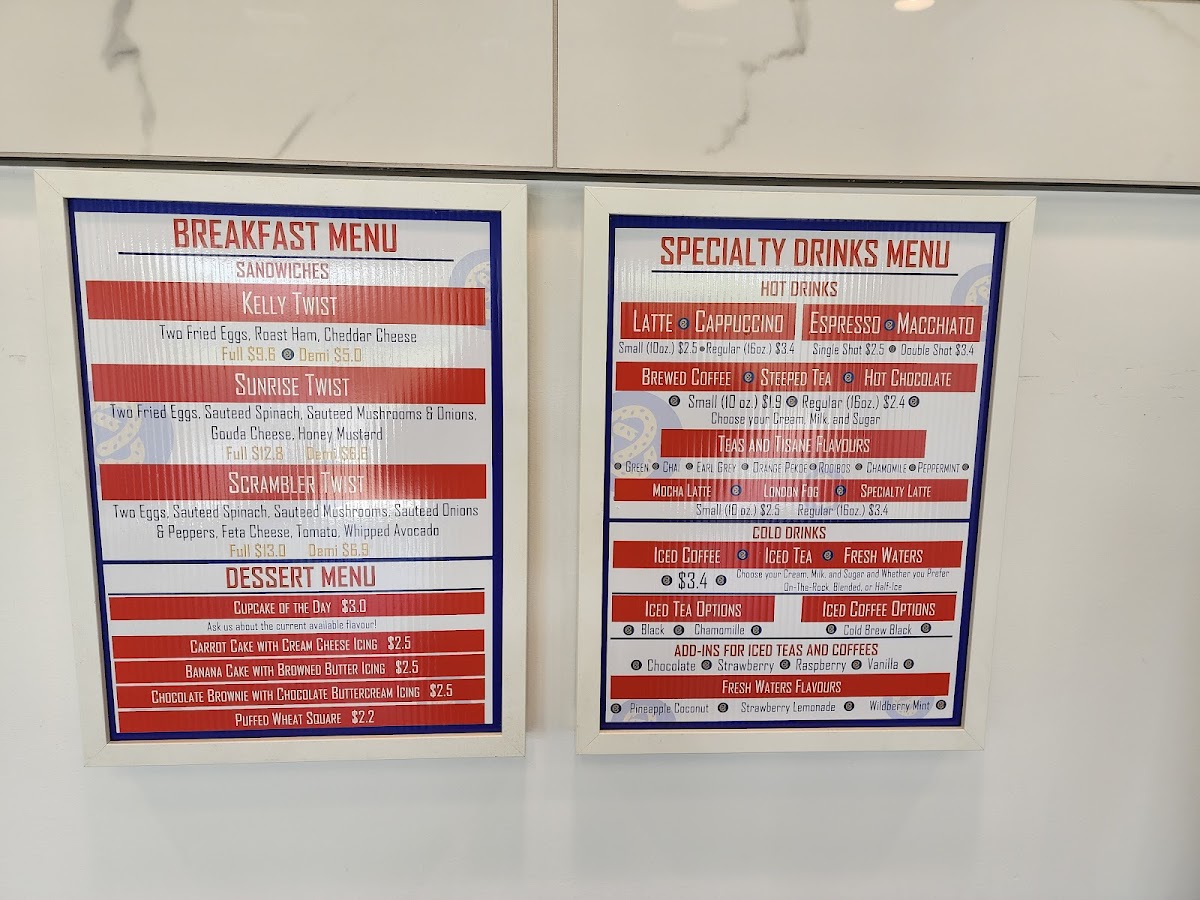 BREAKFAST MENU
SANDWICHES
KELLY TWIST
Two Fried Eggs, Roast Ham, Cheddar Cheese
Full $9.6 Demi $5.0
SUNRISE TWIST
Two Fried Eggs, Sauteed Spinach, Sauteed Mushrooms & Onions,
Gouda Cheese, Honey Mustard
Full $12.8 Demi $6.6
SCRAMBLER TWIST
Two Eggs, Sauteed Spinach, Sauteed Mushrooms, Sauteed Onions
& Peppers, Feta Cheese, Tomato, Whipped Avocado
Full $13.0 Demi $6.9
DESSERT MENU
CUPCAKE OF THE DAY $3.0
Ask us about the current available flavour!
CARROT CAKE WITH CREAM CHEESE ICING $2.5
BANANA CAKE WITH BROWNED BUTTER ICING $2.5
CHOCOLATE BROWNIE WITH CHOCOLATE BUTTERCREAM ICING $2.5
PUFFED WHEAT SQUARE $2.2
SPECIALTY DRINKS MENU
HOT DRINKS
LATTE CAPPUCCINO ESPRESSO MACCHIATO
Small (10oz.) $2.5 Regular (16oz.) $3.4 Single Shot $2.5 Double Shot $3.4
BREWED COFFEE STEEPED TEA HOT CHOCOLATE
Small (10 oz.) $1.9 Regular (16oz.) $2.4
Choose your Cream, Milk, and Sugar
TEAS AND TISANE FLAVOURS
GREEN CHAI EARL GREY ORANGE PEKOE ROOIBOS CHAMOMILE PEPPERMINT
MOCHA LATTE LONDON FOG SPECIALTY LATTE
Small (10 oz.) $2.5 Regular (16oz.) $3.4
COLD DRINKS
ICED COFFEE ICED TEA FRESH WATERS
$3.4 Choose your Cream, Milk, and Sugar and Whether you Prefer
On-The-Rock, Blended, or Half-Ice
ICED TEA OPTIONS ICED COFFEE OPTIONS
Black Chamomille Cold Brew Black
ADD-INS FOR ICED TEAS AND COFFEES
Chocolate Strawberry Raspberry Vanilla
FRESH WATERS FLAVOURS
Pineapple Coconut Strawberry Lemonade Wildberry Mint